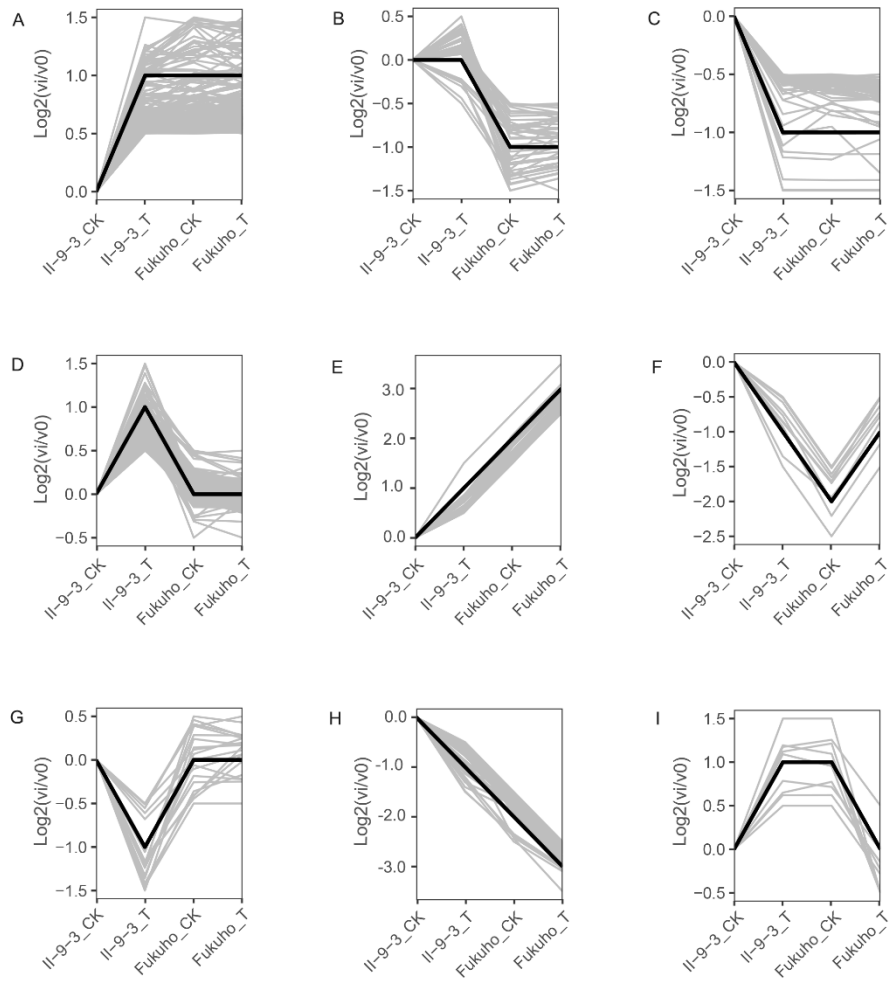 A
Log2(vi/v0)
1.5
1.0
0.5
0.0
II−9−3_CK
II−9−3_T
Fukuho_CK
Fukuho_T
B
Log2(vi/v0)
0.5
0.0
−0.5
−1.0
−1.5
II−9−3_CK
II−9−3_T
Fukuho_CK
Fukuho_T
C
Log2(vi/v0)
0.0
−0.5
−1.0
−1.5
II−9−3_CK
II−9−3_T
Fukuho_CK
Fukuho_T
D
Log2(vi/v0)
1.5
1.0
0.5
0.0
−0.5
II−9−3_CK
II−9−3_T
Fukuho_CK
Fukuho_T
E
Log2(vi/v0)
3.0
2.0
1.0
0.0
II−9−3_CK
II−9−3_T
Fukuho_CK
Fukuho_T
F
Log2(vi/v0)
0.0
−0.5
−1.0
−1.5
−2.0
−2.5
II−9−3_CK
II−9−3_T
Fukuho_CK
Fukuho_T
G
Log2(vi/v0)
0.5
0.0
−0.5
−1.0
−1.5
II−9−3_CK
II−9−3_T
Fukuho_CK
Fukuho_T
H
Log2(vi/v0)
0.0
-1.0
-2.0
-3.0
II−9−3_CK
II−9−3_T
Fukuho_CK
Fukuho_T
I
Log2(vi/v0)
1.5
1.0
0.5
0.0
−0.5
II−9−3_CK
II−9−3_T
Fukuho_CK
Fukuho_T